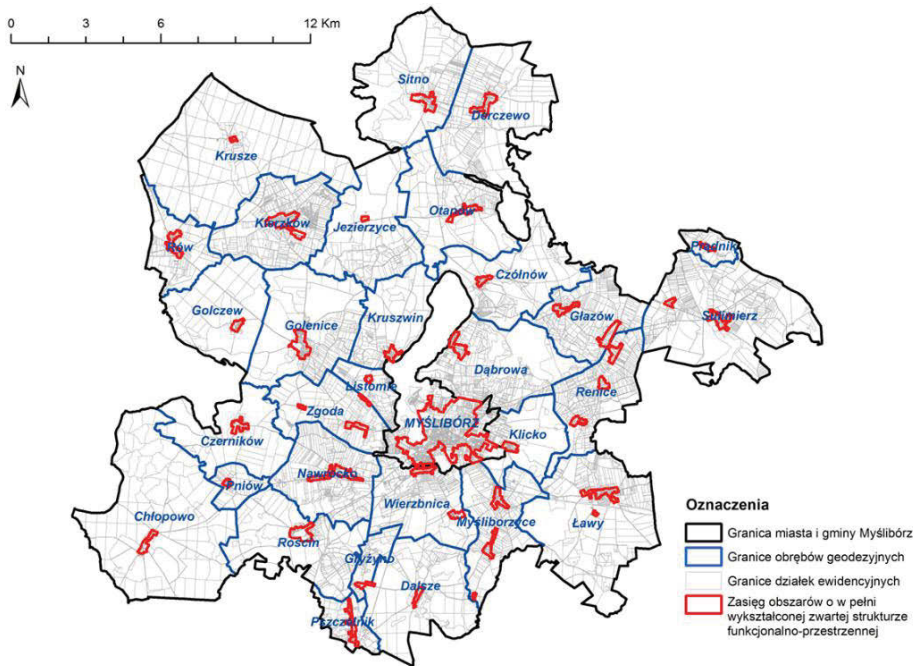 0 3 6 12 Km
N
Sitno
Derczewo
Krusze
Kierzków
Jezierzyce
Otanów
Rów
Czółnów
Prądnik
Golczew
Golenice
Kruszwin
Głazów
Sulimierz
Dąbrowa
Listomie
Renice
Zgoda
MYŚLIBÓRZ
Czerników
Klicko
Nawrocko
Pniów
Wierzbnica
Chłopowo
Myśliborzyce
Ławy
Rościn
Gryżyno
Dalsze
Pszczelnik
Oznaczenia
Granica miasta i gminy Myślibórz
Granice obrębów geodezyjnych
Granice działek ewidencyjnych
Zasięg obszarów o w pełni
wykształconej zwartej strukturze
funkcjonalno-przestrzennej